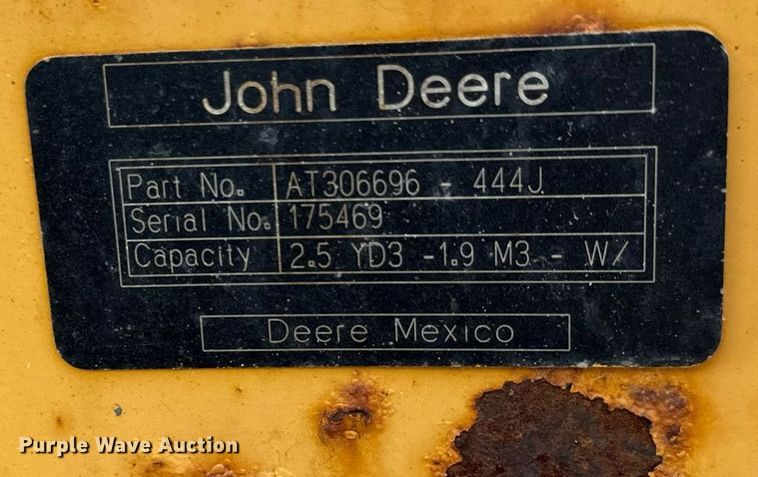 John Deere
Part No. AT306696 - 444J
Serial No. 175469
Capacity 2.5 YD3 -1.9 M3 - W/
Deere Mexico
Purple Wave Auction